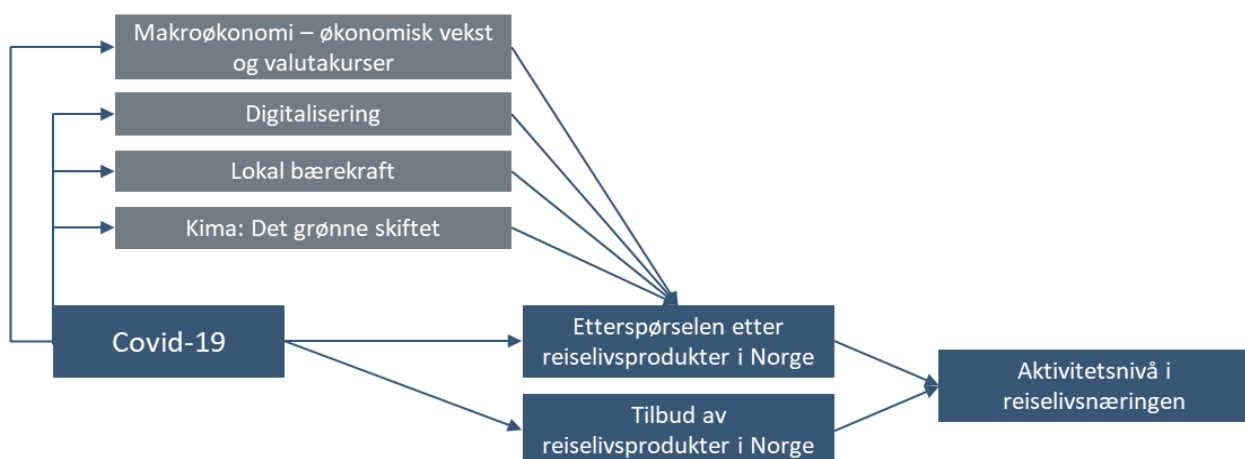 Makroøkonomi – økonomisk vekst
og valutakurser
Digitalisering
Lokal bærekraft
Kima: Det grønne skiftet
Covid-19
Etterspørselen etter
reiselivsprodukter i Norge
Tilbud av
reiselivsprodukter i Norge
Aktivitetsnivå i
reiselivsnæringen